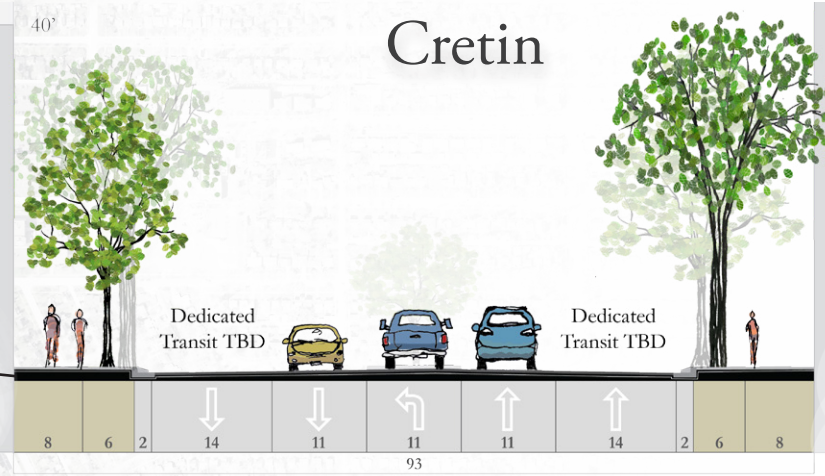 40’
Cretin
Dedicated
Transit TBD
Dedicated
Transit TBD
8 6 2 14 11 11 11 14 2 6 8
93